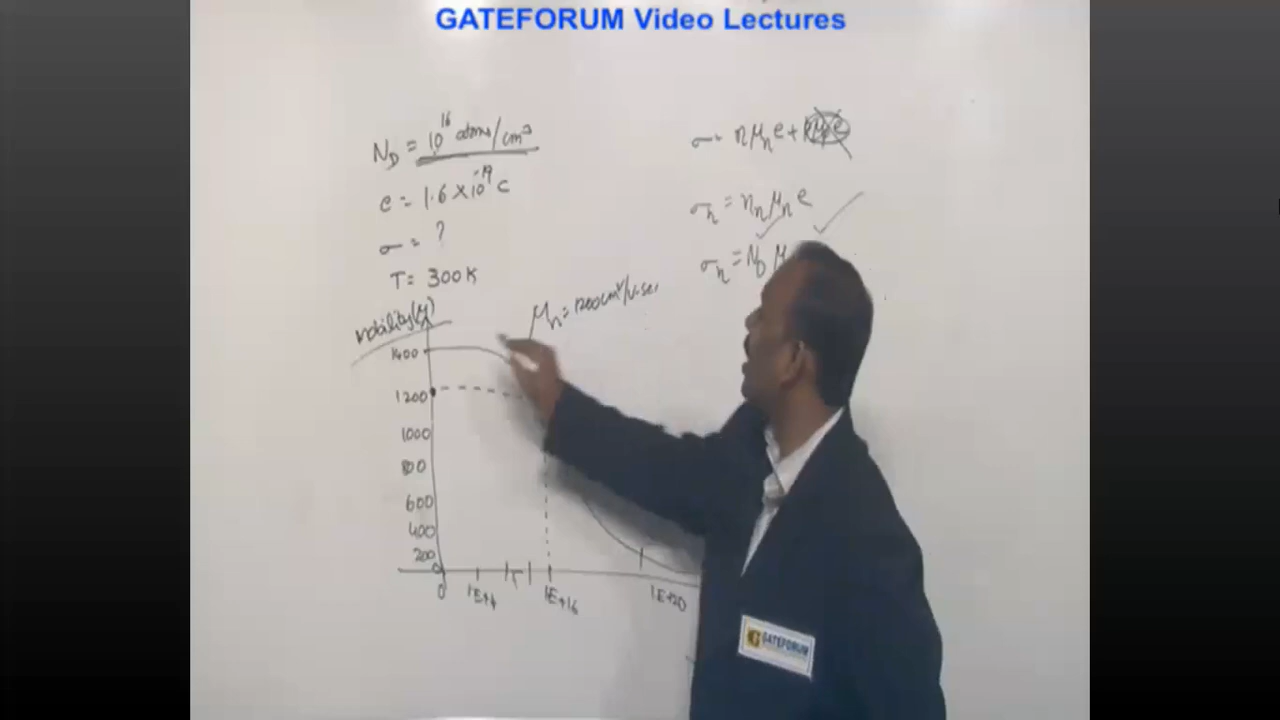 GATEFORUM Video Lectures
N_D = 10^16 atoms/cm^3
e = 1.6×10^-19 C
σ = ?
T = 300K
mobility(μ)
1400
1200
1000
800
600
400
200
0
0
1E+4
1E+16
1E+20
μ_n = 1200cm²/v-sec
σ = nμ_n e +
σ_n = n_n μ_n e
σ_n = N_D μ
GATEFORUM